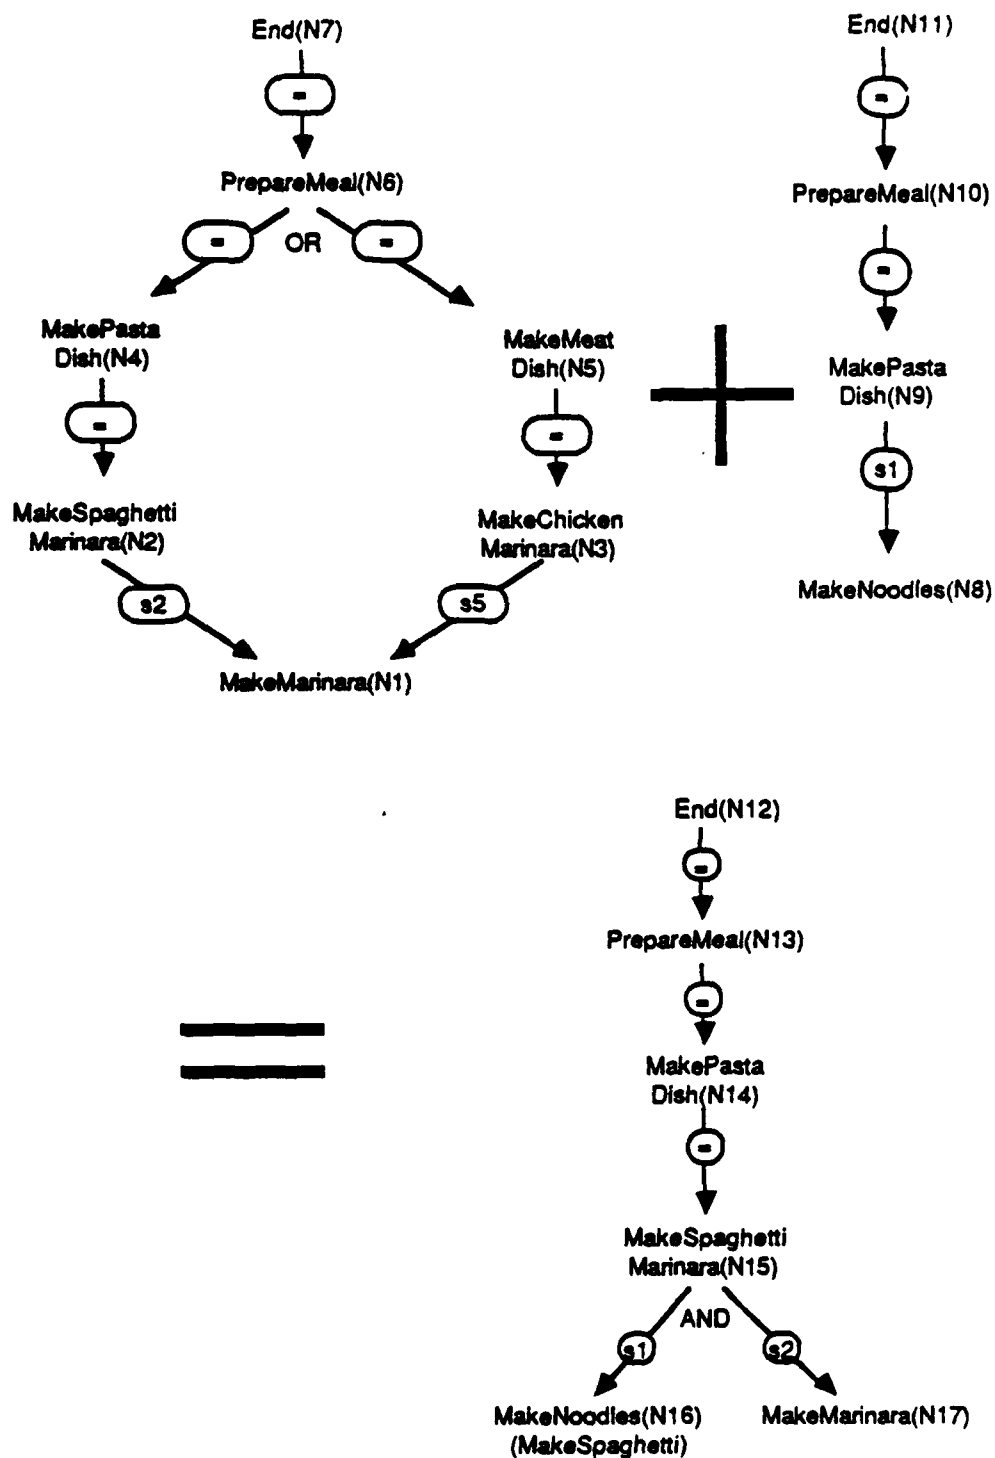 End(N7)
=
PrepareMeal(N6)
=
OR
=
MakePasta
Dish(N4)
=
MakeMeat
Dish(N5)
=
MakeSpaghetti
Marinara(N2)
MakeChicken
Marinara(N3)
s2
s5
MakeMarinara(N1)
+
End(N11)
=
PrepareMeal(N10)
=
MakePasta
Dish(N9)
s1
MakeNoodles(N8)
=
End(N12)
=
PrepareMeal(N13)
=
MakePasta
Dish(N14)
=
MakeSpaghetti
Marinara(N15)
AND
s1
s2
MakeNoodles(N16)
(MakeSpaghetti)
MakeMarinara(N17)